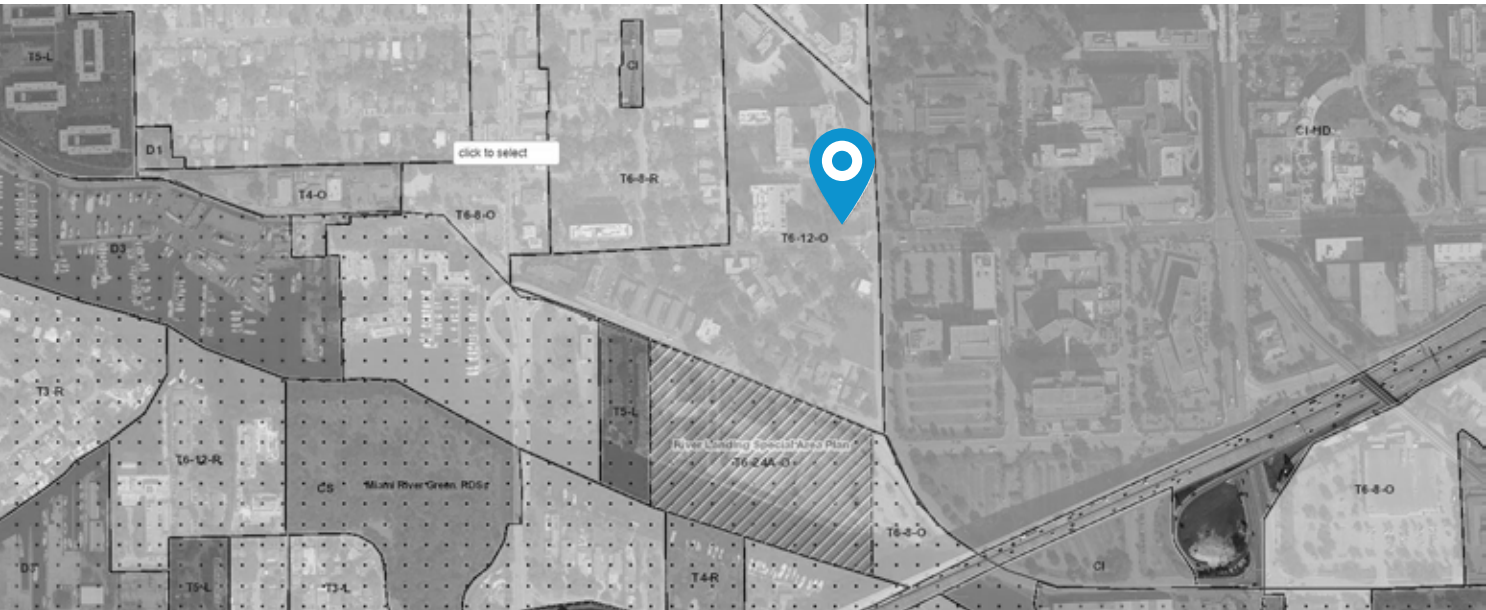 T5-L
CI
CI-HD
D1
click to select
T6-8-R
T4-O
T6-8-O
T6-12-O
D3
T3-R
T5-L
River Landing Special Area Plan
T6-24A-O
T6-12-R
CS
Miami River Green. RDSs
T6-8-O
T6-8-O
CI
D3
T5-L
T3-L
T4-R